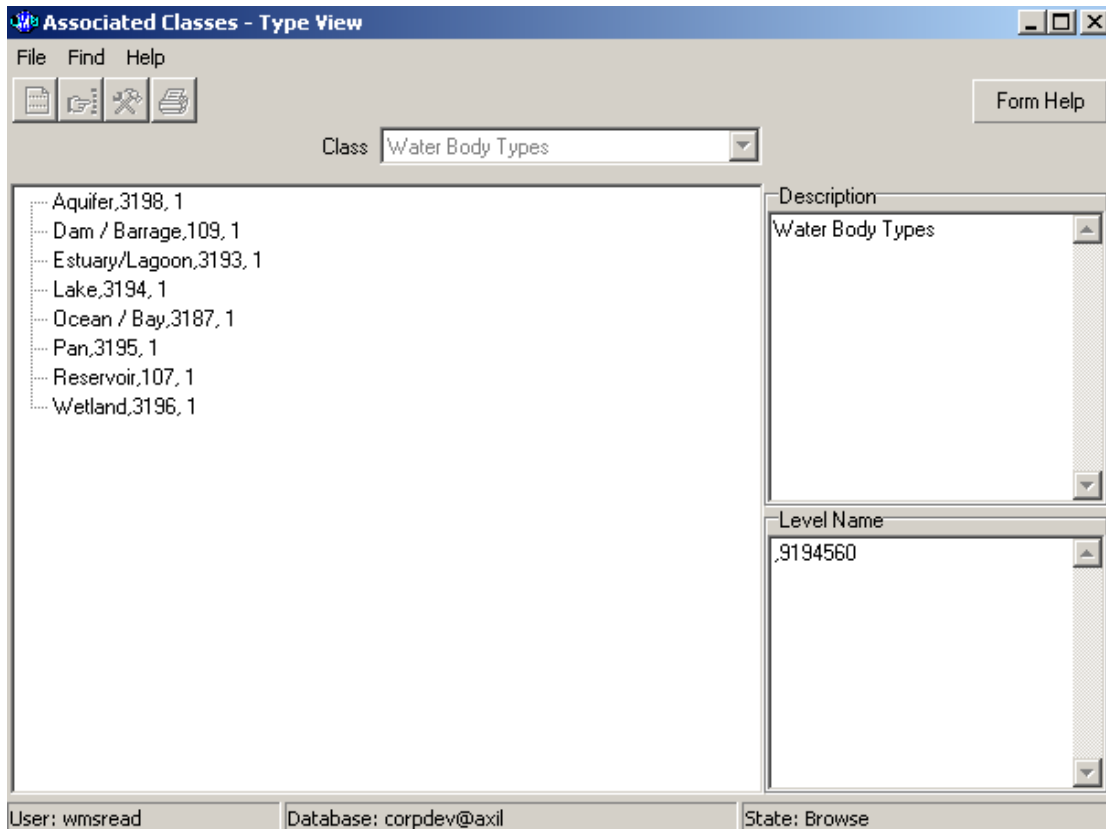 Associated Classes - Type View
File Find Help
Form Help
Class Water Body Types
Aquifer,3198, 1
Dam / Barrage,109, 1
Estuary/Lagoon,3193, 1
Lake,3194, 1
Ocean / Bay,3187, 1
Pan,3195, 1
Reservoir,107, 1
Wetland,3196, 1
Description
Water Body Types
Level Name
,9194560
User: wmsread Database: corpdev@axil State: Browse